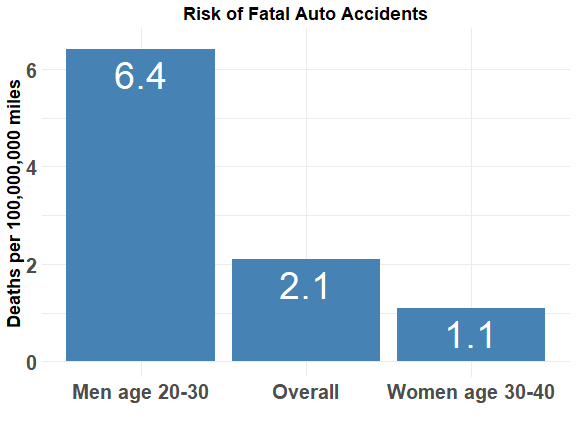 Risk of Fatal Auto Accidents
Deaths per 100,000,000 miles
6
4
2
0
6.4
2.1
1.1
Men age 20-30
Overall
Women age 30-40